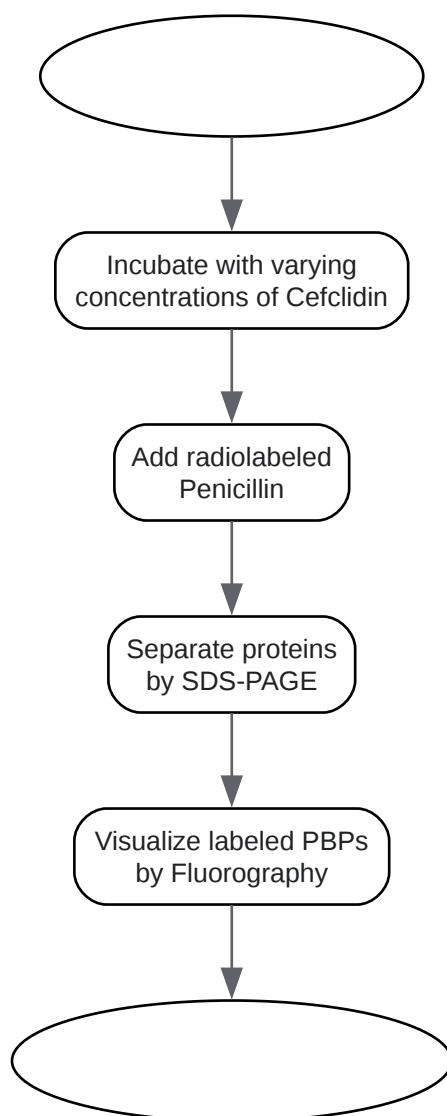 Incubate with varying
concentrations of Cefclidin
Add radiolabeled
Penicillin
Separate proteins
by SDS-PAGE
Visualize labeled PBPs
by Fluorography